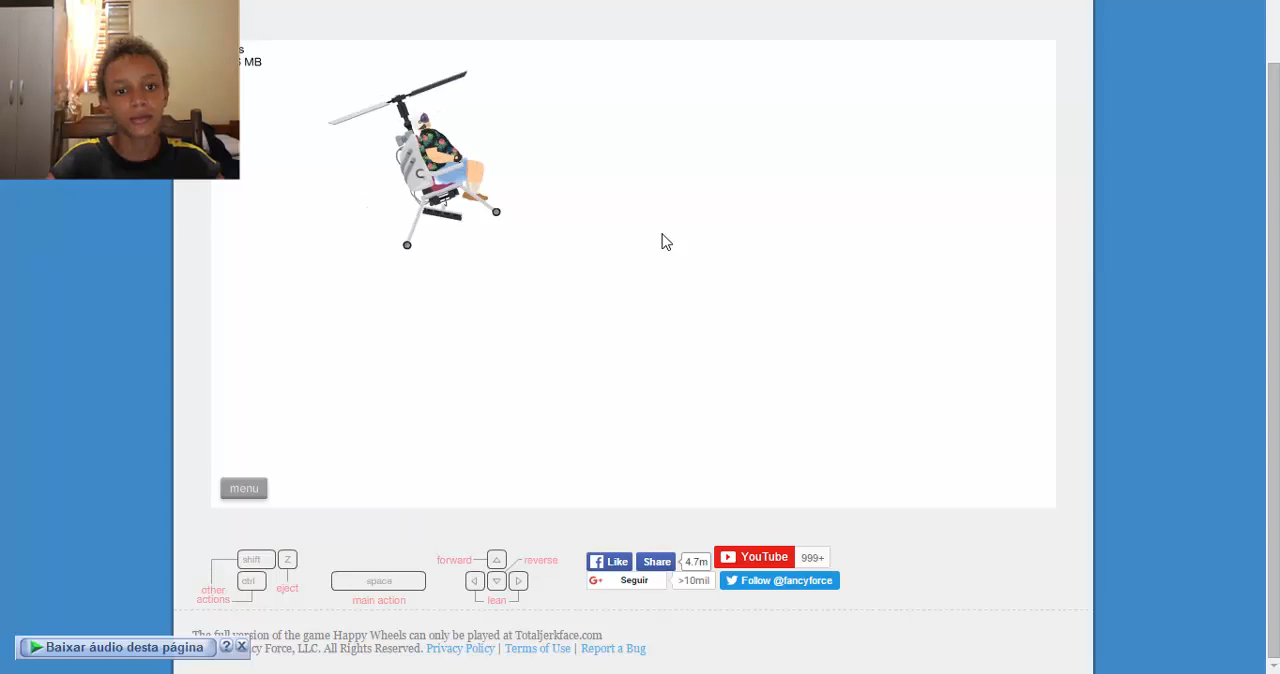 s
6 MB
menu
shift
Z
ctrl
other
actions
eject
space
main action
forward
reverse
lean
Like
Share
4.7m
YouTube
999+
G+ Seguir
>10mil
Follow @fancyforce
The full version of the game Happy Wheels can only be played at Totaljerkface.com
cy Force, LLC. All Rights Reserved. Privacy Policy | Terms of Use | Report a Bug
Baixar áudio desta página
?